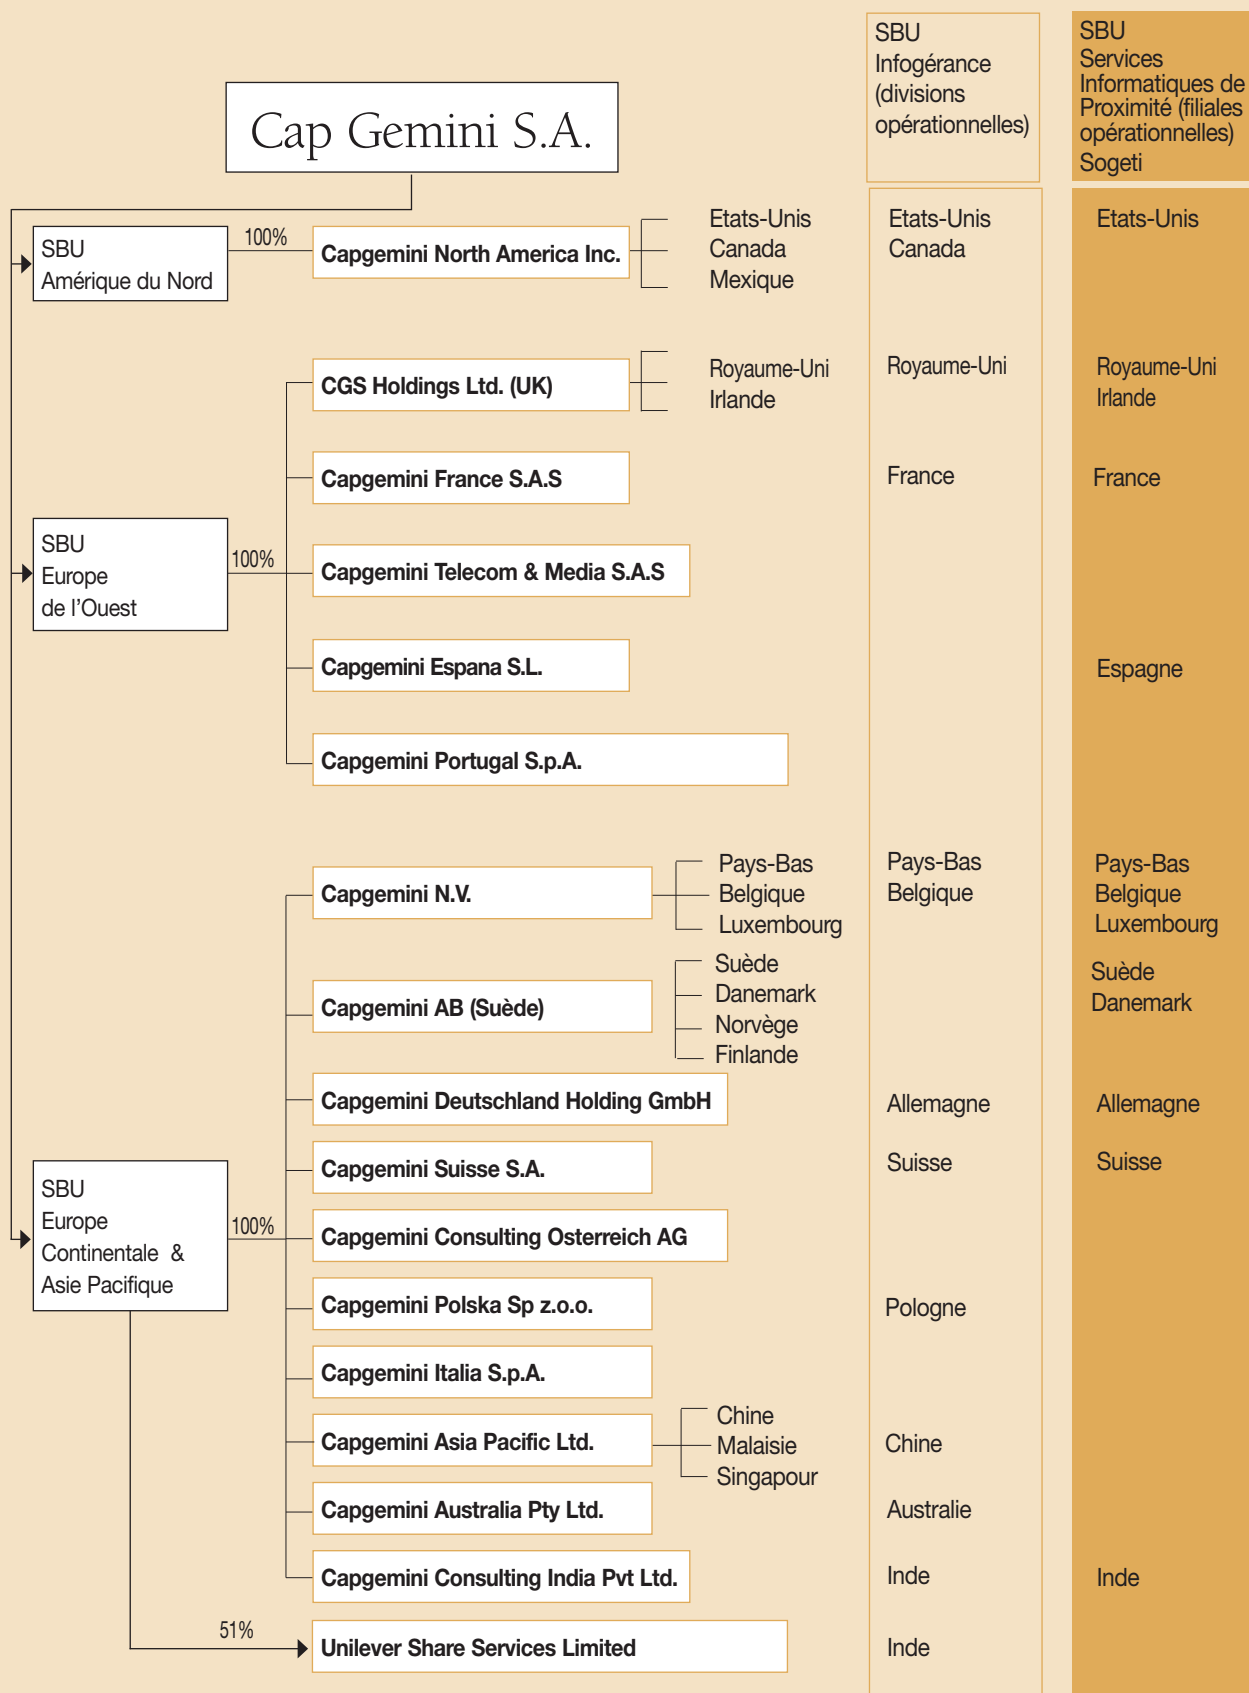 Cap Gemini S.A.
SBU
Infogérance
(divisions
opérationnelles)
SBU
Services
Informatiques de
Proximité (filiales
opérationnelles)
Sogeti
SBU
Amérique du Nord
100%
Capgemini North America Inc.
Etats-Unis
Canada
Mexique
Etats-Unis
Canada
Etats-Unis
SBU
Europe
de l'Ouest
100%
CGS Holdings Ltd. (UK)
Royaume-Uni
Irlande
Royaume-Uni
Royaume-Uni
Irlande
Capgemini France S.A.S
France
France
Capgemini Telecom & Media S.A.S
Capgemini Espana S.L.
Espagne
Capgemini Portugal S.p.A.
SBU
Europe
Continentale &
Asie Pacifique
100%
Capgemini N.V.
Pays-Bas
Belgique
Luxembourg
Pays-Bas
Belgique
Pays-Bas
Belgique
Luxembourg
Capgemini AB (Suède)
Suède
Danemark
Norvège
Finlande
Suède
Danemark
Capgemini Deutschland Holding GmbH
Allemagne
Allemagne
Capgemini Suisse S.A.
Suisse
Suisse
Capgemini Consulting Osterreich AG
Capgemini Polska Sp z.o.o.
Pologne
Capgemini Italia S.p.A.
Capgemini Asia Pacific Ltd.
Chine
Malaisie
Singapour
Chine
Capgemini Australia Pty Ltd.
Australie
Capgemini Consulting India Pvt Ltd.
Inde
Inde
51%
Unilever Share Services Limited
Inde